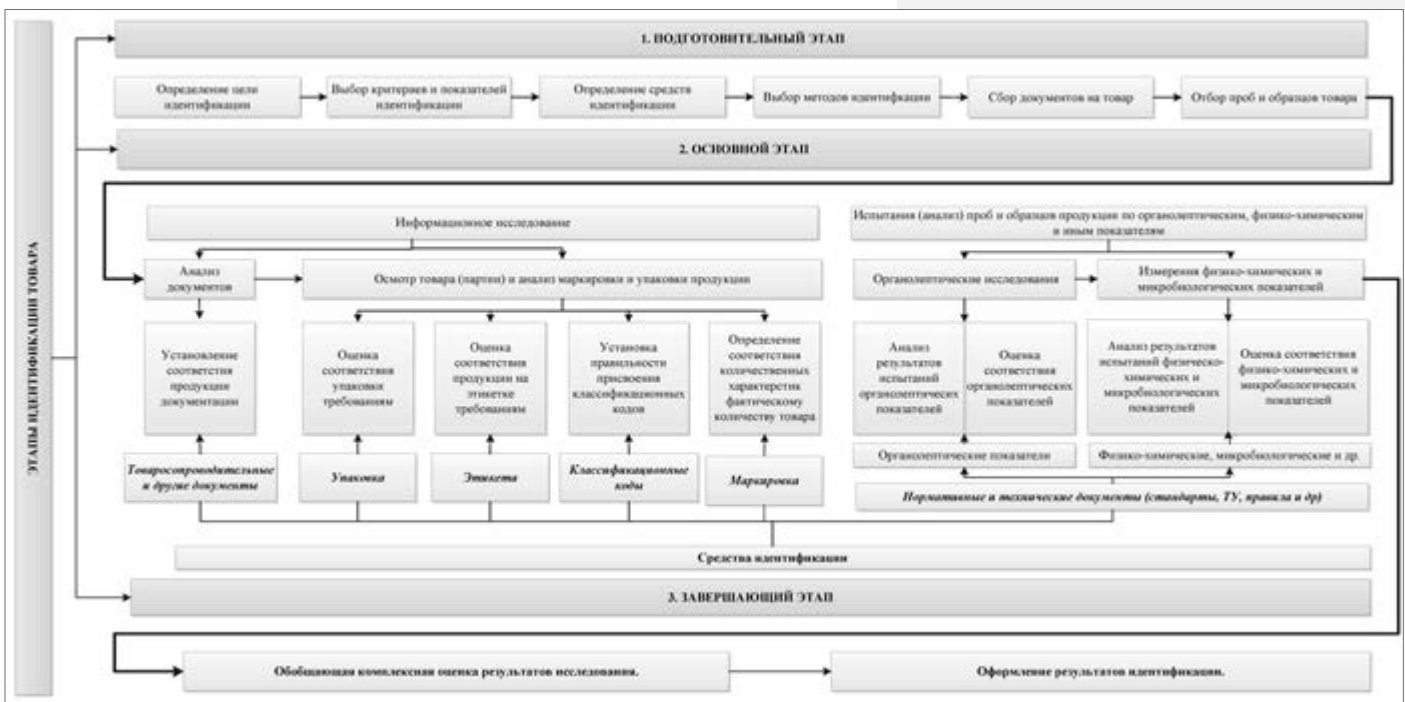 ЭТАПЫ ИДЕНТИФИКАЦИИ ТОВАРА
1. ПОДГОТОВИТЕЛЬНЫЙ ЭТАП
Определение цели
идентификации
Выбор критериев и показателей
идентификации
Определение средств
идентификации
Выбор методов идентфикации
Сбор документов на товар
Отбор проб и образцов товара
2. ОСНОВНОЙ ЭТАП
Информационное исследование
Испытания (анализ) проб и образцов продукции по органолептическим, физико-химическим
и иным показателям
Анализ
документов
Осмотр товара (партии) и анализ маркировки и упаковки продукции
Органолептические исследования
Измерения физико-химических и
микробиологических показателей
Установление
соответстия
продукции
документации
Оценка
соответствия
упаковки
требованиям
Оценка
соответствия
продукции на
этикетке
требованиям
Установка
правильности
присвоения
классификационных
кодов
Определение
соответствия
количественных
характерстик
фактическому
количеству товара
Анализ
результатов
испытаний
органолептичеих
показателей
Оценка
соответствия
органолептических
показателей
Анализ результатов
испытаний физическо-
химических и
микробиологических
показателей
Оценка соответствия
физико-химических и
микробиологических
показателей
Товаросопроводительные
и другие документы
Упаковка
Этикета
Классификационные
коды
Маркировка
Органолептические показатели
Физико-химические, микробиологические и др.
Нормативные и технические документы (стандарты, ТУ, правила и др)
Средства идентификации
3. ЗАВЕРШАЮЩИЙ ЭТАП
Обобщающая комплексная оценка результатов исследования.
Оформление результатов идентификации.